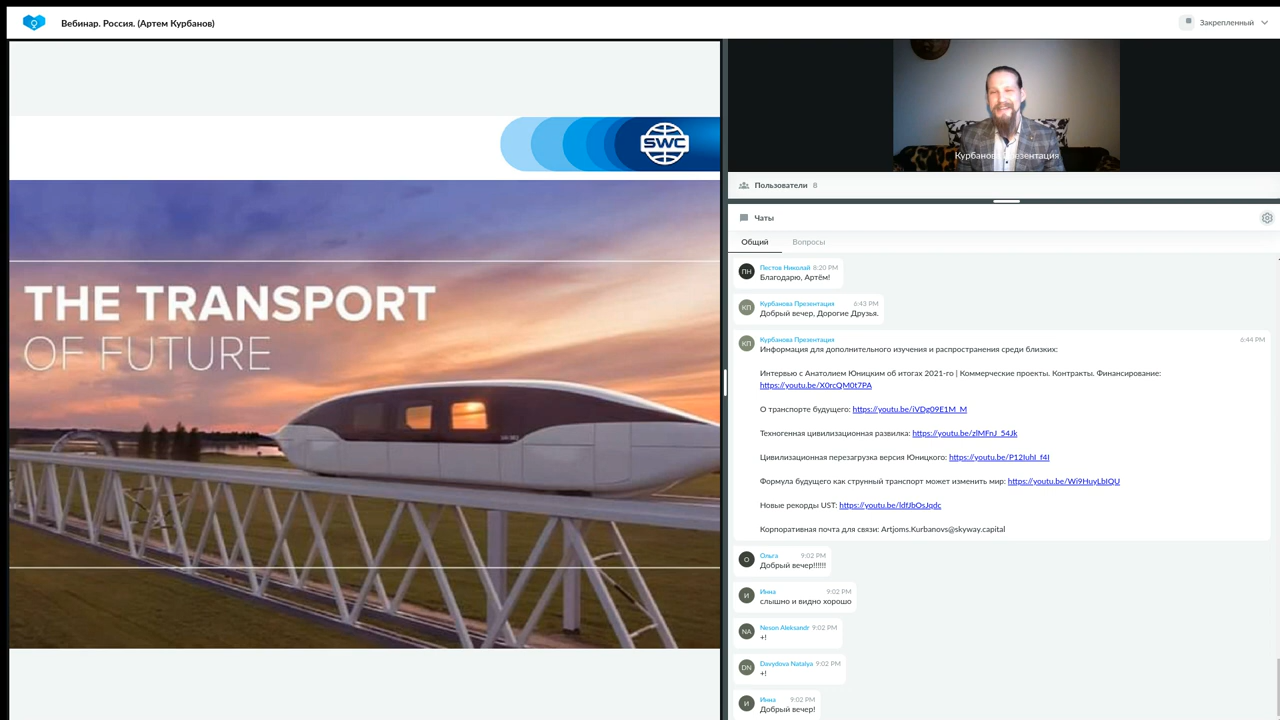 Вебинар. Россия. (Артем Курбанов)
Закрепленный
SWC
THE TRANSPORT
OF FUTURE
Пользователи 8
Чаты
Общий Вопросы
ПН
Пестов Николай 8:20 PM
Благодарю, Артём!
КП
Курбанова Презентация 6:43 PM
Добрый вечер, Дорогие Друзья.
КП
Курбанова Презентация 6:44 PM
Информация для дополнительного изучения и распространения среди близких:
Интервью с Анатолием Юницким об итогах 2021-го | Коммерческие проекты. Контракты. Финансирование:
https://youtu.be/X0rcQM0t7PA
О транспорте будущего: https://youtu.be/iVDg09E1M_M
Техногенная цивилизационная развилка: https://youtu.be/zlMFnJ_54Jk
Цивилизационная перезагрузка версия Юницкого: https://youtu.be/P12IuhI_f4I
Формула будущего как струнный транспорт может изменить мир: https://youtu.be/Wi9HuyLbIQU
Новые рекорды UST: https://youtu.be/ldfJbOsJqdc
Корпоративная почта для связи: Artjoms.Kurbanovs@skyway.capital
О
Ольга 9:02 PM
Добрый вечер!!!!!!
И
Инна 9:02 PM
слышно и видно хорошо
NA
Neson Aleksandr 9:02 PM
+!
DN
Davydova Natalya 9:02 PM
+!
И
Инна 9:02 PM
Добрый вечер!